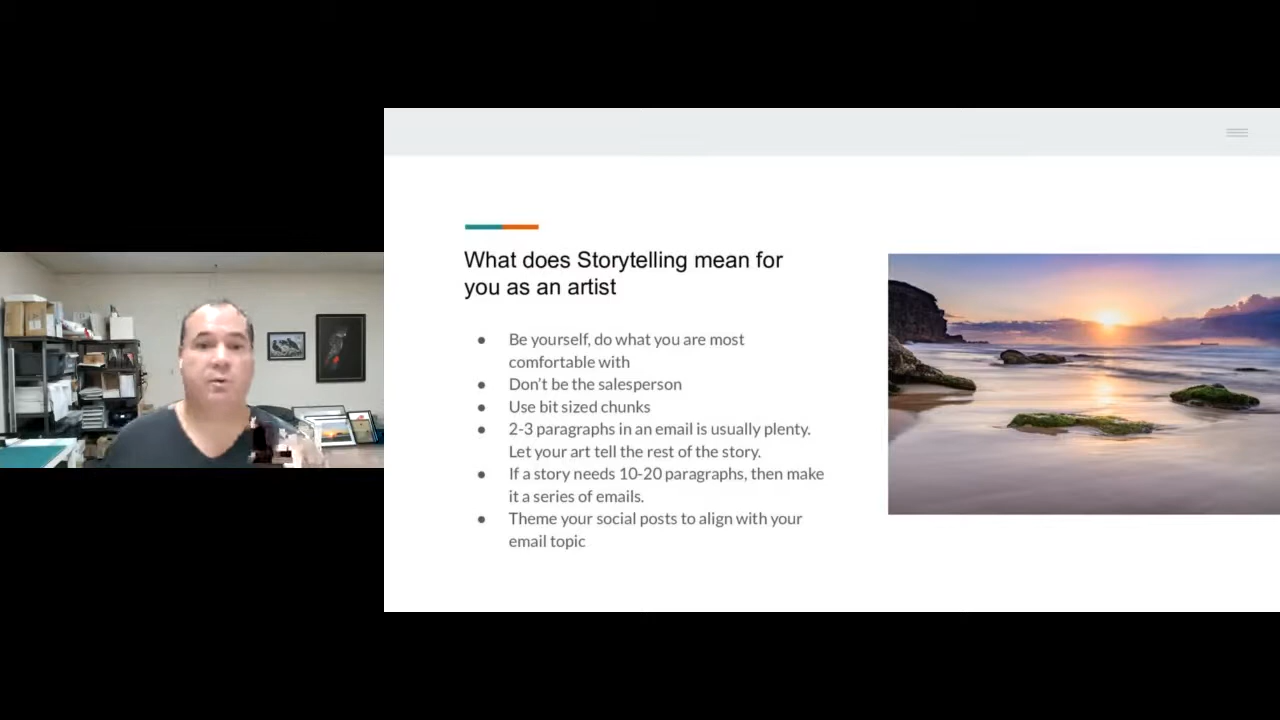 What does Storytelling mean for
you as an artist
● Be yourself, do what you are most
comfortable with
● Don't be the salesperson
● Use bit sized chunks
● 2-3 paragraphs in an email is usually plenty.
Let your art tell the rest of the story.
● If a story needs 10-20 paragraphs, then make
it a series of emails.
● Theme your social posts to align with your
email topic